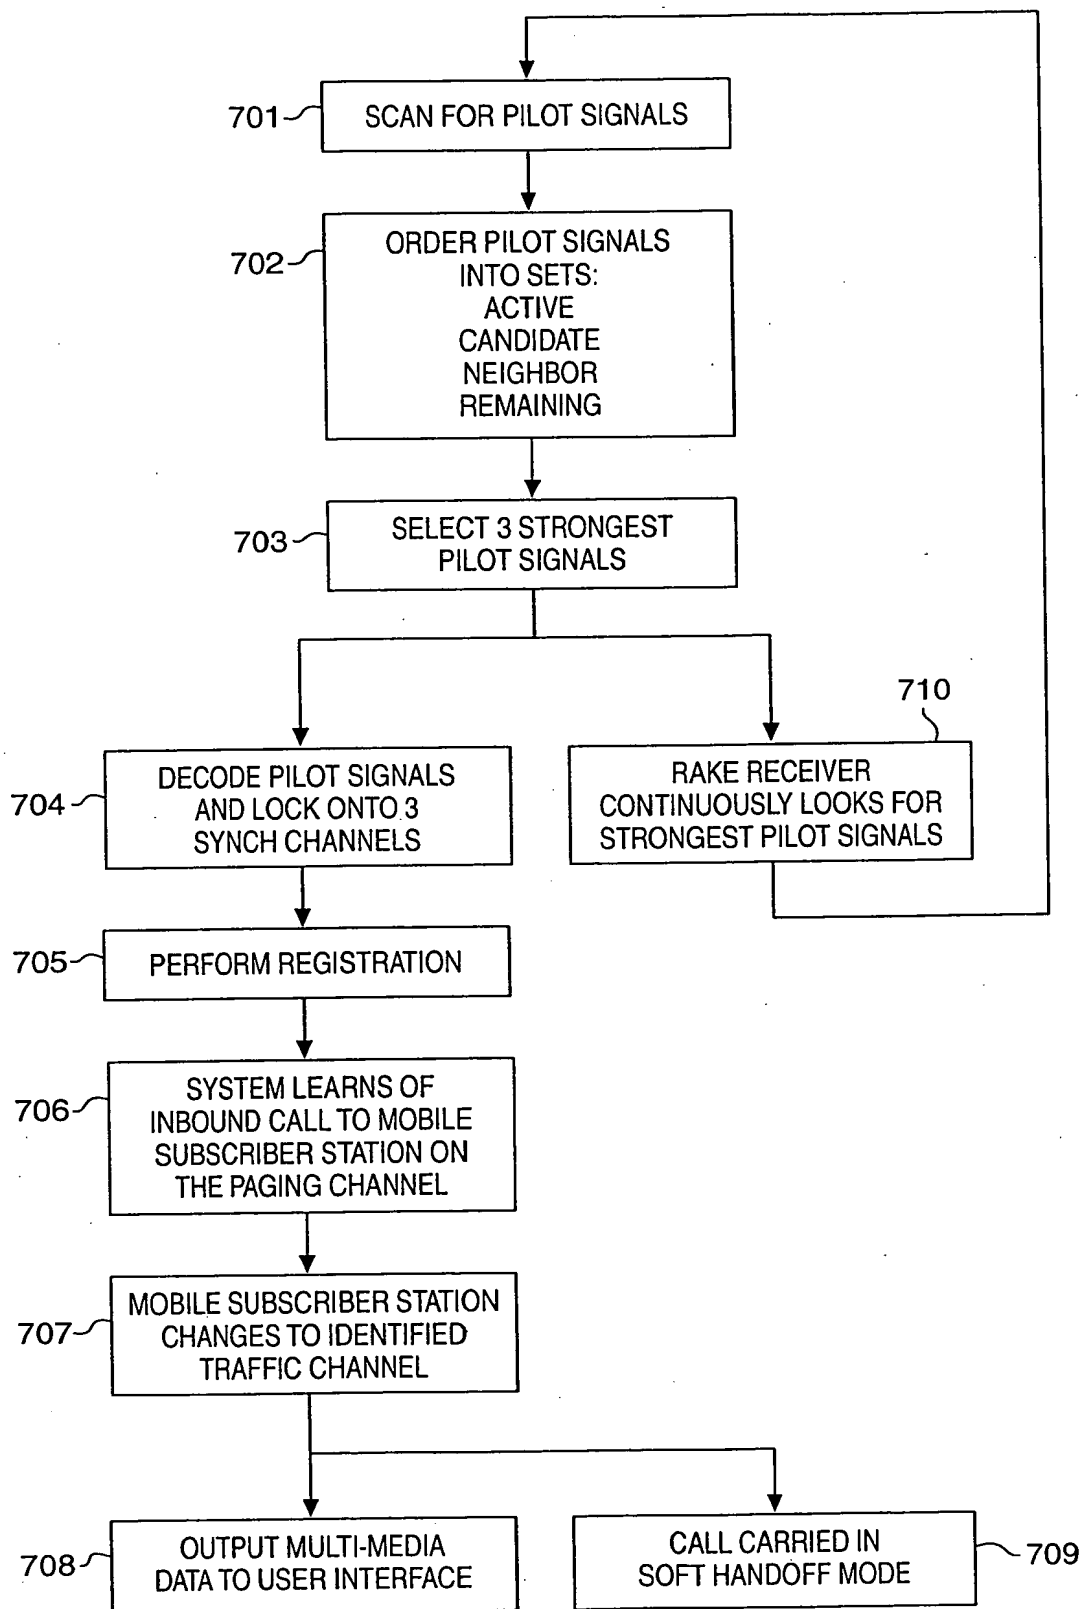 701
SCAN FOR PILOT SIGNALS
702
ORDER PILOT SIGNALS
INTO SETS:
ACTIVE
CANDIDATE
NEIGHBOR
REMAINING
703
SELECT 3 STRONGEST
PILOT SIGNALS
704
DECODE PILOT SIGNALS
AND LOCK ONTO 3
SYNCH CHANNELS
710
RAKE RECEIVER
CONTINUOUSLY LOOKS FOR
STRONGEST PILOT SIGNALS
705
PERFORM REGISTRATION
706
SYSTEM LEARNS OF
INBOUND CALL TO MOBILE
SUBSCRIBER STATION ON
THE PAGING CHANNEL
707
MOBILE SUBSCRIBER STATION
CHANGES TO IDENTIFIED
TRAFFIC CHANNEL
708
OUTPUT MULTI-MEDIA
DATA TO USER INTERFACE
CALL CARRIED IN
SOFT HANDOFF MODE
709